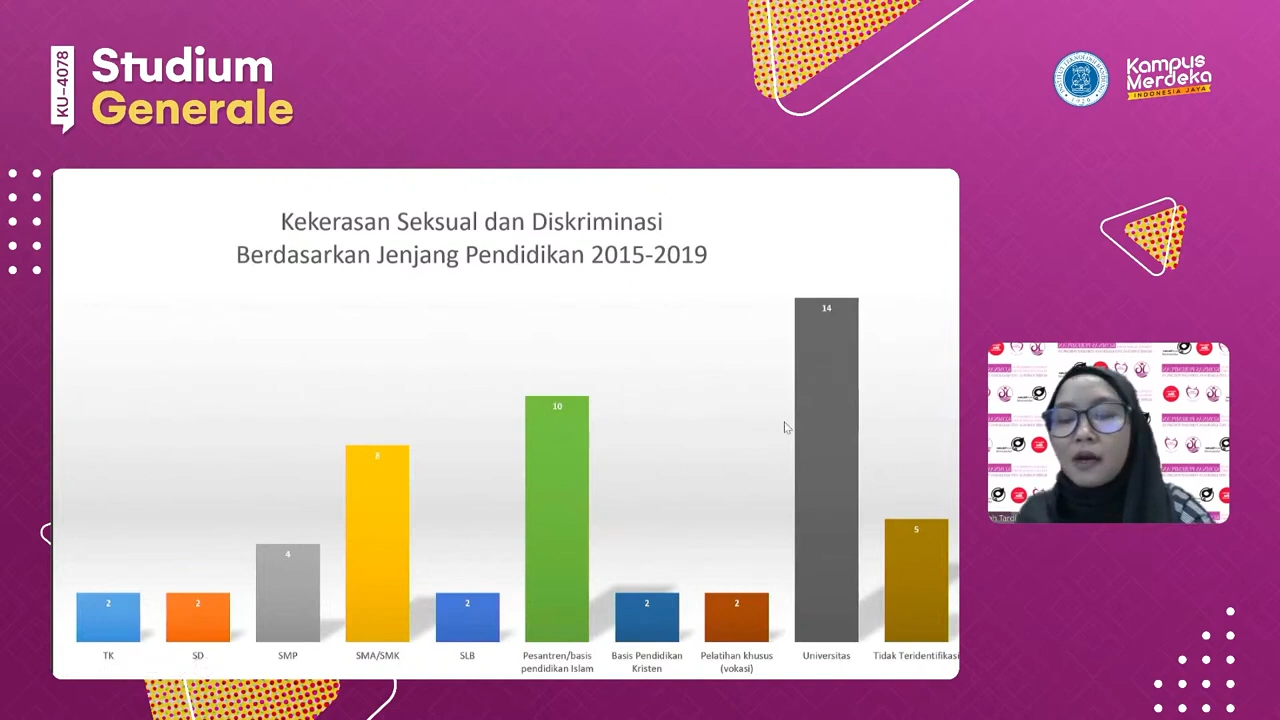 KU-4078
Studium
Generale
Kampus
Merdeka
INDONESIA JAYA
Kekerasan Seksual dan Diskriminasi
Berdasarkan Jenjang Pendidikan 2015-2019
14
10
8
5
4
2
2
2
2
2
TK
SD
SMP
SMA/SMK
SLB
Pesantren/basis
pendidikan Islam
Basis Pendidikan
Kristen
Pelatihan khusus
(vokasi)
Universitas
Tidak Teridentifikasi
1920